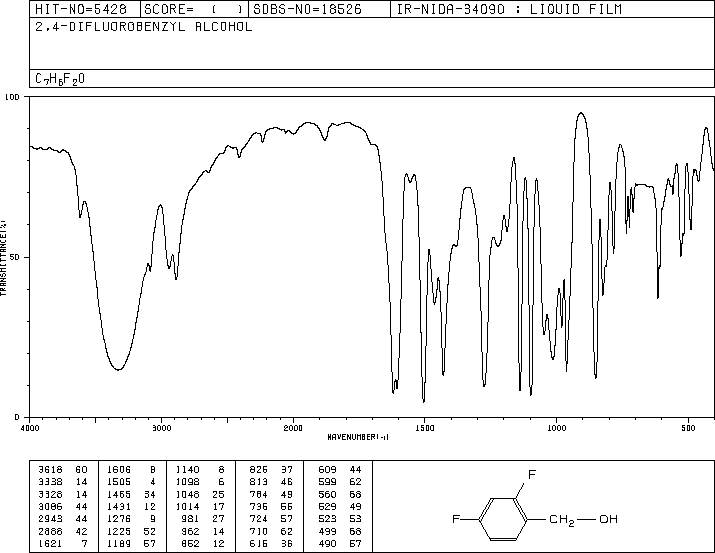 HIT-NO=5428 SCORE= ( ) SDBS-NO=18526 IR-NIDA-34090 : LIQUID FILM
2,4-DIFLUOROBENZYL ALCOHOL
C7H6F2O
100
50
0
TRANSMITTANCE(%)
4000 3000 2000 1500 1000 500
WAVENUMBER(-1)
3618 60 1606 8 1140 8 826 37 609 44
3338 14 1505 4 1098 6 813 46 599 62
3328 14 1465 34 1048 25 784 49 560 68
3086 44 1431 12 1014 17 736 56 529 49
2943 44 1276 9 981 27 724 57 523 53
2888 42 1225 52 962 14 710 62 499 68
1621 7 1189 57 852 12 616 36 490 57
F
F
CH2 OH